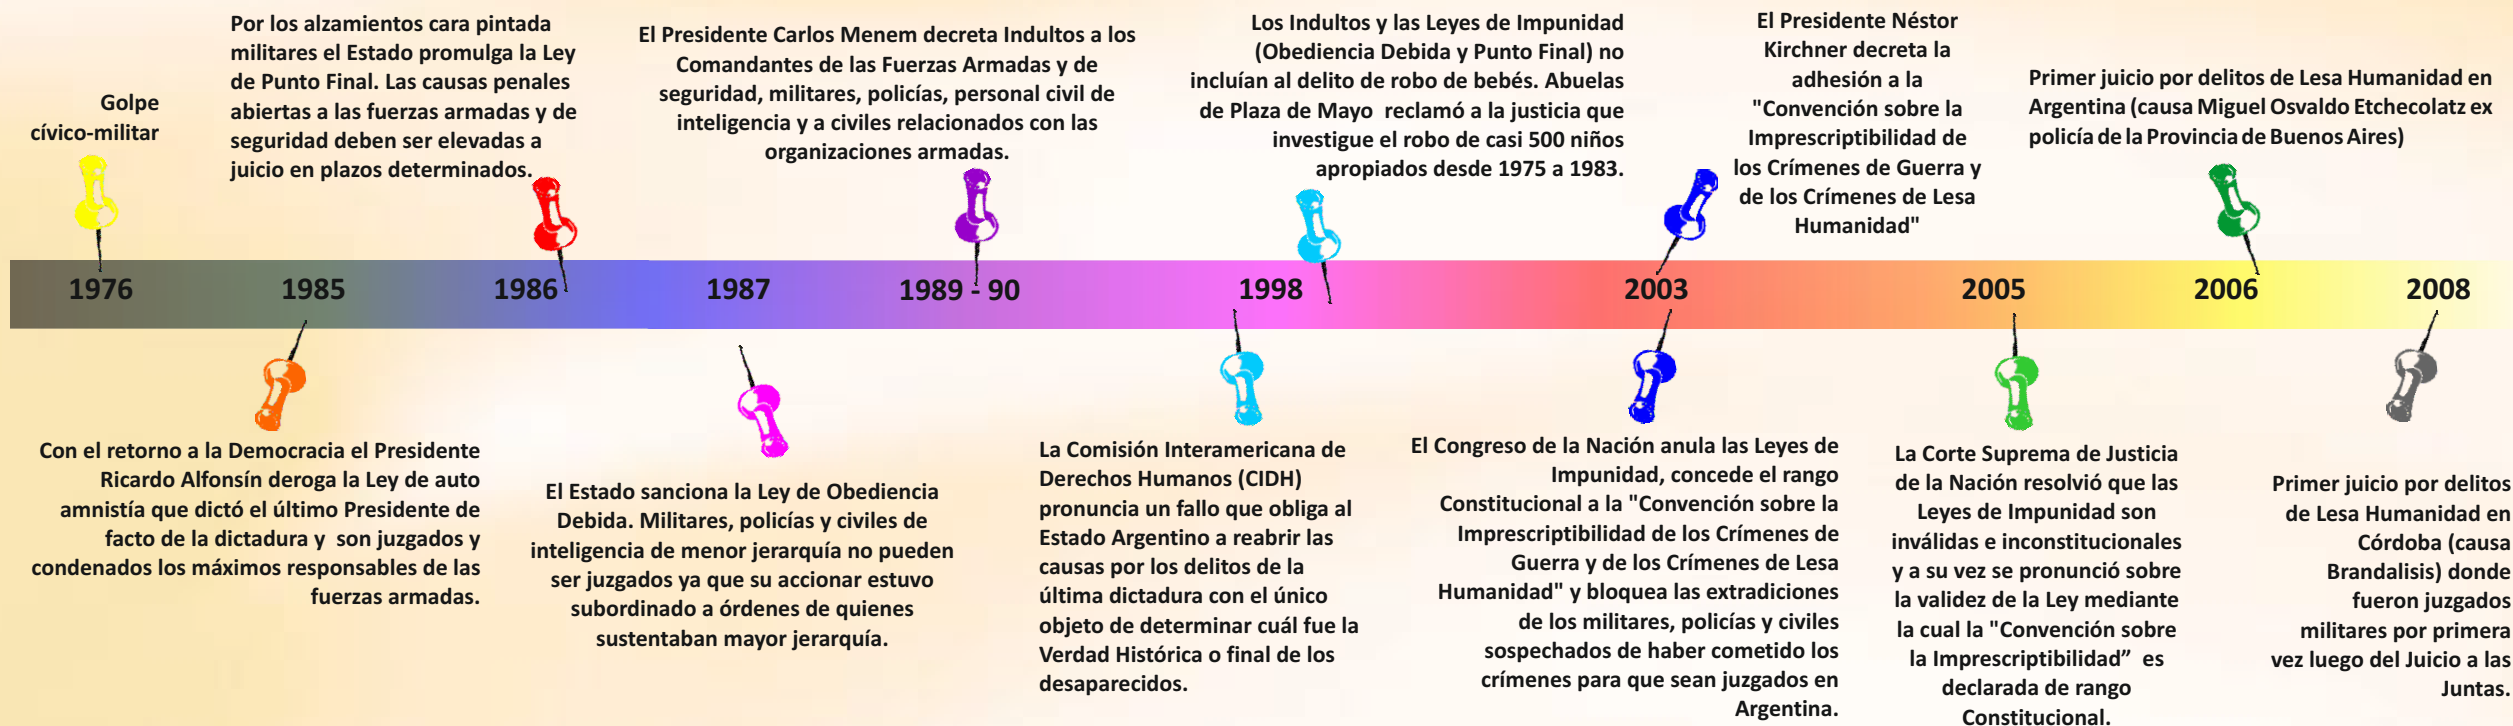 Golpe
cívico-militar
Por los alzamientos cara pintada
militares el Estado promulga la Ley
de Punto Final. Las causas penales
abiertas a las fuerzas armadas y de
seguridad deben ser elevadas a
juicio en plazos determinados.
El Presidente Carlos Menem decreta Indultos a los
Comandantes de las Fuerzas Armadas y de
seguridad, militares, policías, personal civil de
inteligencia y a civiles relacionados con las
organizaciones armadas.
Los Indultos y las Leyes de Impunidad
(Obediencia Debida y Punto Final) no
incluían al delito de robo de bebés. Abuelas
de Plaza de Mayo reclamó a la justicia que
investigue el robo de casi 500 niños
apropiados desde 1975 a 1983.
El Presidente Néstor
Kirchner decreta la
adhesión a la
"Convención sobre la
Imprescriptibilidad de
los Crímenes de Guerra y
de los Crímenes de Lesa
Humanidad"
Primer juicio por delitos de Lesa Humanidad en
Argentina (causa Miguel Osvaldo Etchecolatz ex
policía de la Provincia de Buenos Aires)
1976 1985 1986 1987 1989 - 90 1998 2003 2005 2006 2008
Con el retorno a la Democracia el Presidente
Ricardo Alfonsín deroga la Ley de auto
amnistía que dictó el último Presidente de
facto de la dictadura y son juzgados y
condenados los máximos responsables de las
fuerzas armadas.
El Estado sanciona la Ley de Obediencia
Debida. Militares, policías y civiles de
inteligencia de menor jerarquía no pueden
ser juzgados ya que su accionar estuvo
subordinado a órdenes de quienes
sustentaban mayor jerarquía.
La Comisión Interamericana de
Derechos Humanos (CIDH)
pronuncia un fallo que obliga al
Estado Argentino a reabrir las
causas por los delitos de la
última dictadura con el único
objeto de determinar cuál fue la
Verdad Histórica o final de los
desaparecidos.
El Congreso de la Nación anula las Leyes de
Impunidad, concede el rango
Constitucional a la "Convención sobre la
Imprescriptibilidad de los Crímenes de
Guerra y de los Crímenes de Lesa
Humanidad" y bloquea las extradiciones
de los militares, policías y civiles
sospechados de haber cometido los
crímenes para que sean juzgados en
Argentina.
La Corte Suprema de Justicia
de la Nación resolvió que las
Leyes de Impunidad son
inválidas e inconstitucionales
y a su vez se pronunció sobre
la validez de la Ley mediante
la cual la "Convención sobre
la Imprescriptibilidad” es
declarada de rango
Constitucional.
Primer juicio por delitos
de Lesa Humanidad en
Córdoba (causa
Brandalisis) donde
fueron juzgados
militares por primera
vez luego del Juicio a las
Juntas.